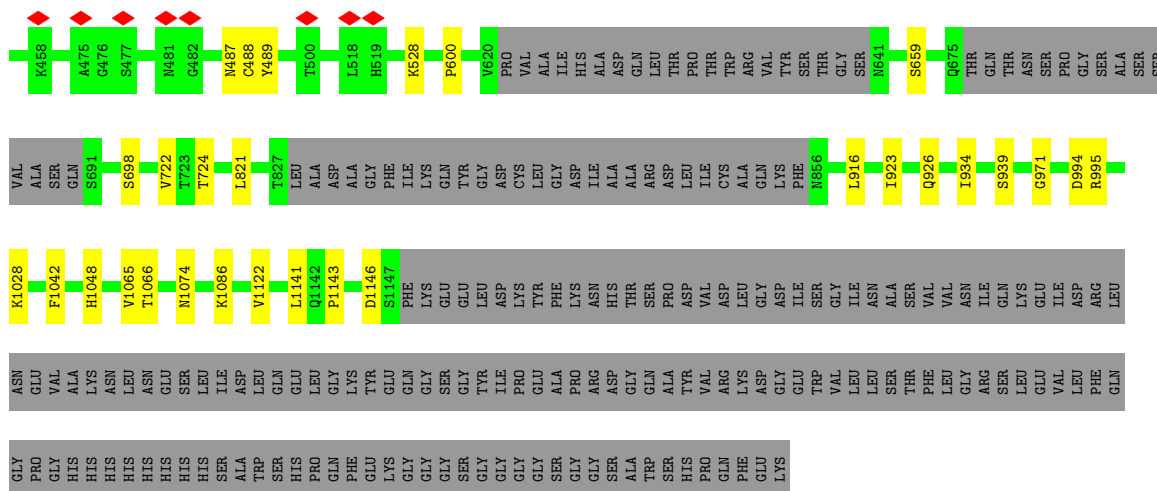 K458 A475 G476 S477 N481 G482 N487 C488 Y489 T500 L518 H519 K528 P600 V620 PRO VAL ALA ILE HIS ALA ASP GLN LEU THR PRO THR TRP ARG VAL TYR SER THR GLY SER N641 S659 Q675 THR GLN THR ASN SER PRO GLY SER ALA SER SER
VAL ALA SER GLN S691 S698 V722 T723 T724 L821 T827 LEU ALA ASP ALA GLY PHE ILE LYS GLN TYR GLY ASP CYS LEU GLY ASP ILE ALA ALA ARG ASP LEU ILE CYS ALA GLN LYS PHE N856 L916 I923 Q926 I934 S939 G971 D994 R995
K1028 F1042 H1048 V1065 T1066 N1074 K1086 V1122 L1141 Q1142 P1143 D1146 S1147 PHE LYS GLU GLU LEU ASP LYS TYR PHE LYS ASN HIS THR SER PRO ASP VAL ASP LEU GLY ASP ILE SER GLY ILE ASN ALA SER VAL VAL ASN ILE GLN LYS GLU ILE ASP ARG LEU
ASN GLU VAL ALA LYS ASN LEU ASN GLU SER LEU ILE ASP LEU GLN GLU LEU GLY LYS TYR GLU GLN GLY SER GLY TYR ILE PRO GLU ALA PRO ARG ASP GLY GLN ALA TYR VAL ARG LYS ASP GLY GLU TRP VAL LEU LEU SER THR PHE LEU GLY ARG SER LEU GLU VAL LEU PHE GLN
GLY PRO GLY HIS HIS HIS HIS HIS HIS HIS HIS SER ALA TRP SER HIS PRO GLN PHE GLU LYS GLY GLY GLY SER GLY GLY GLY GLY SER GLY GLY SER ALA TRP SER HIS PRO GLN PHE GLU LYS